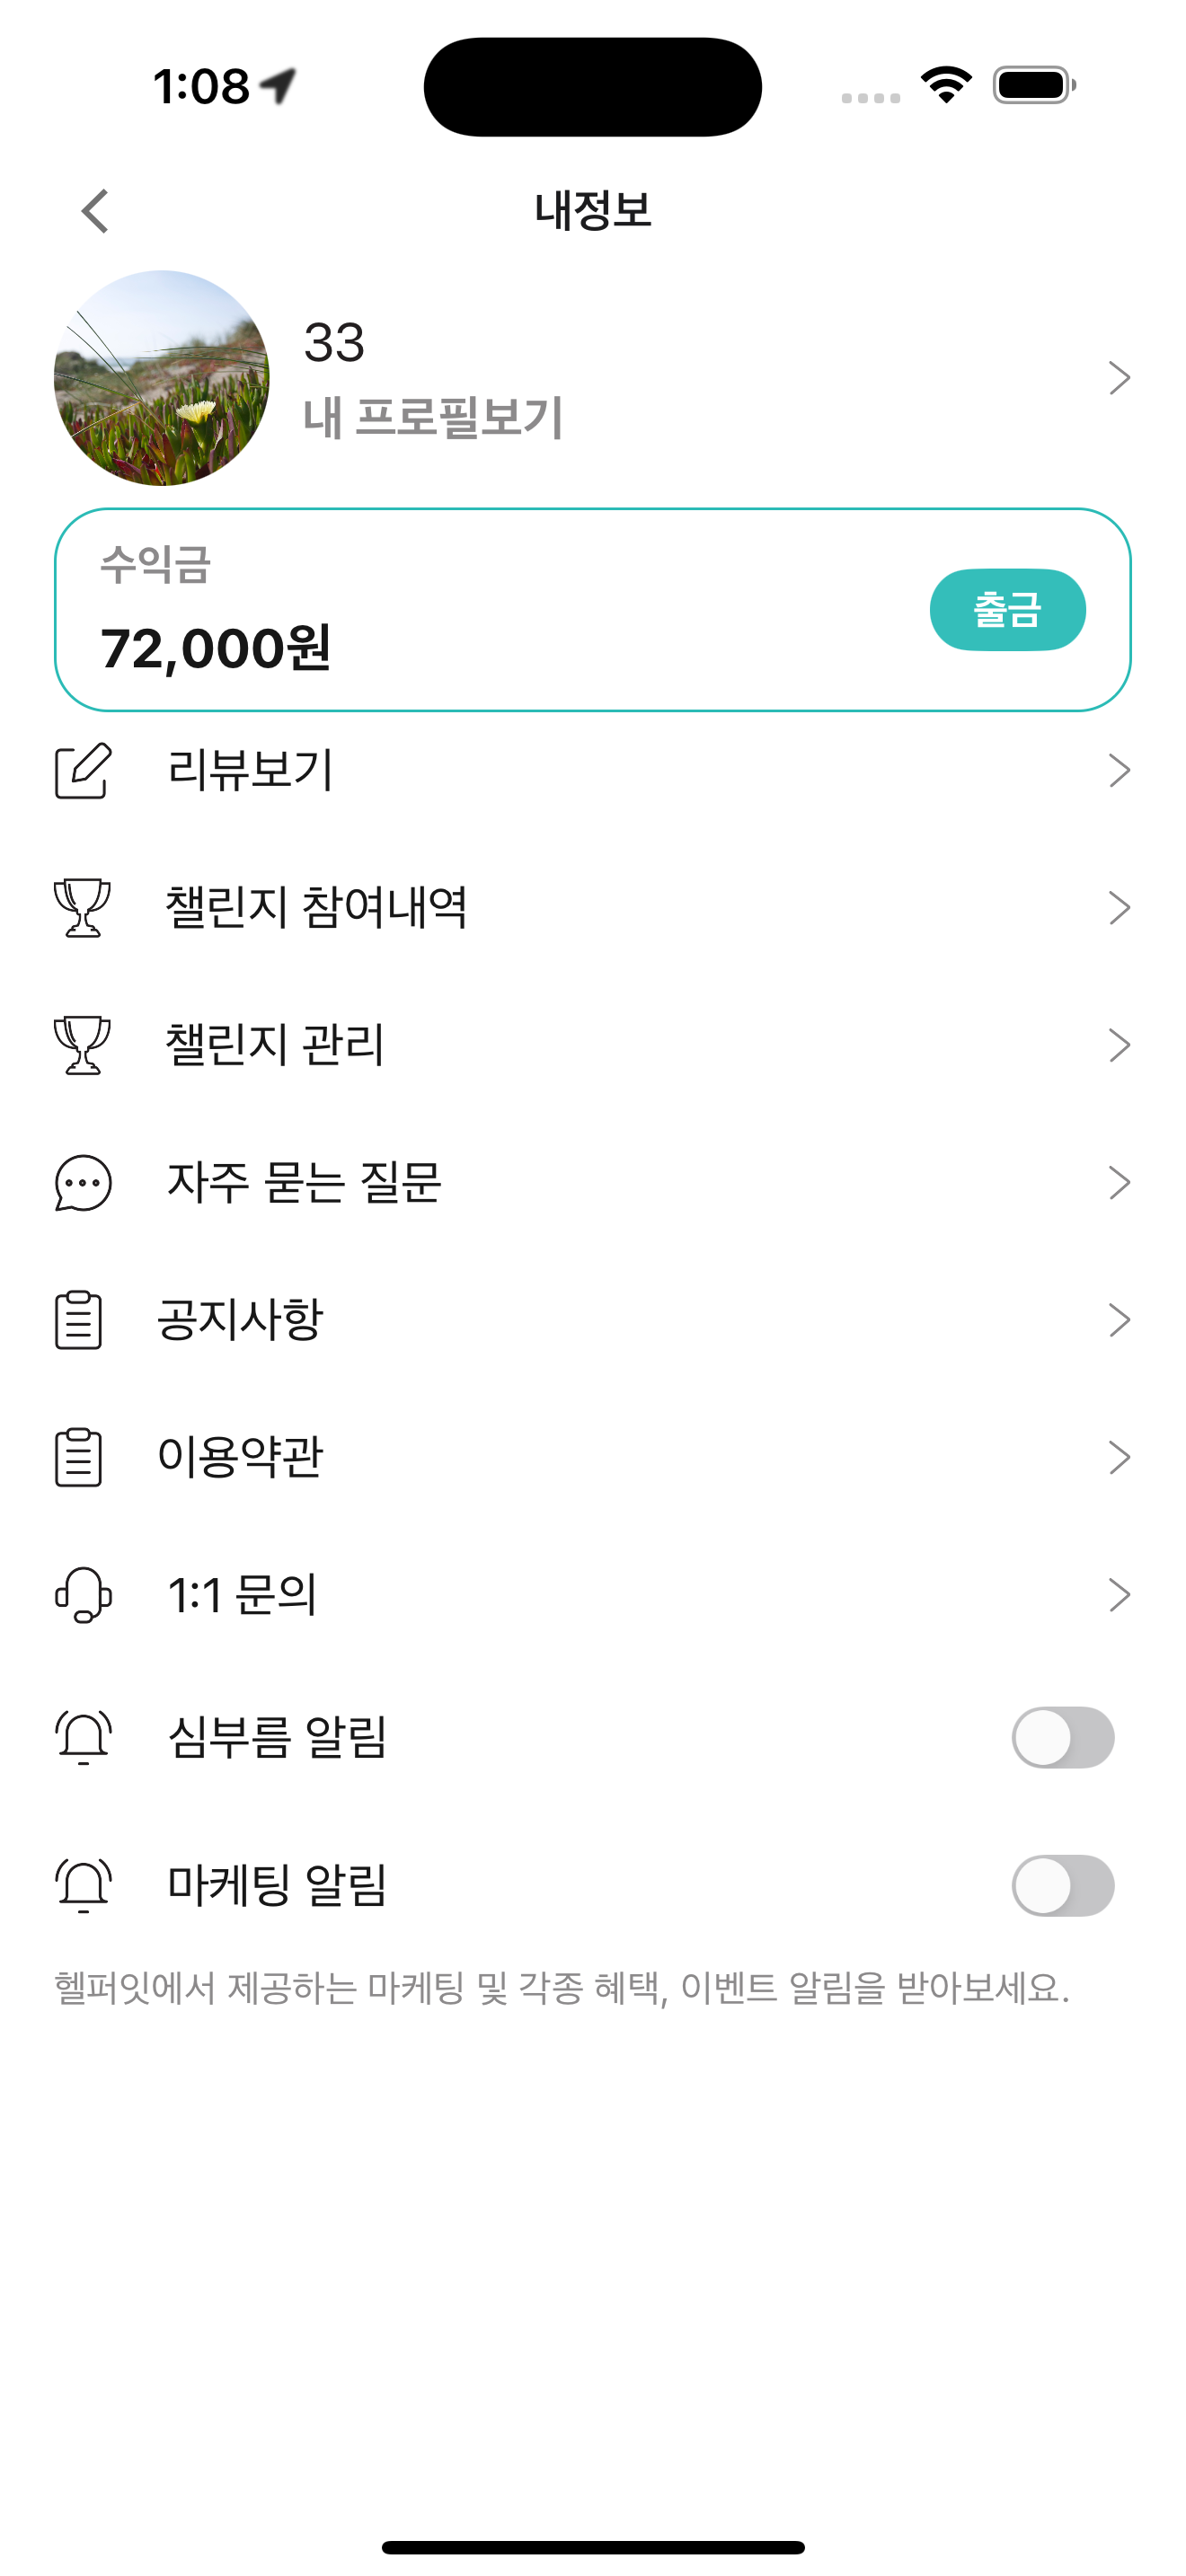 1:08
내정보
33
내 프로필보기
수익금
72,000원
출금
리뷰보기
챌린지 참여내역
챌린지 관리
자주 묻는 질문
공지사항
이용약관
1:1 문의
심부름 알림
마케팅 알림
헬퍼잇에서 제공하는 마케팅 및 각종 혜택, 이벤트 알림을 받아보세요.